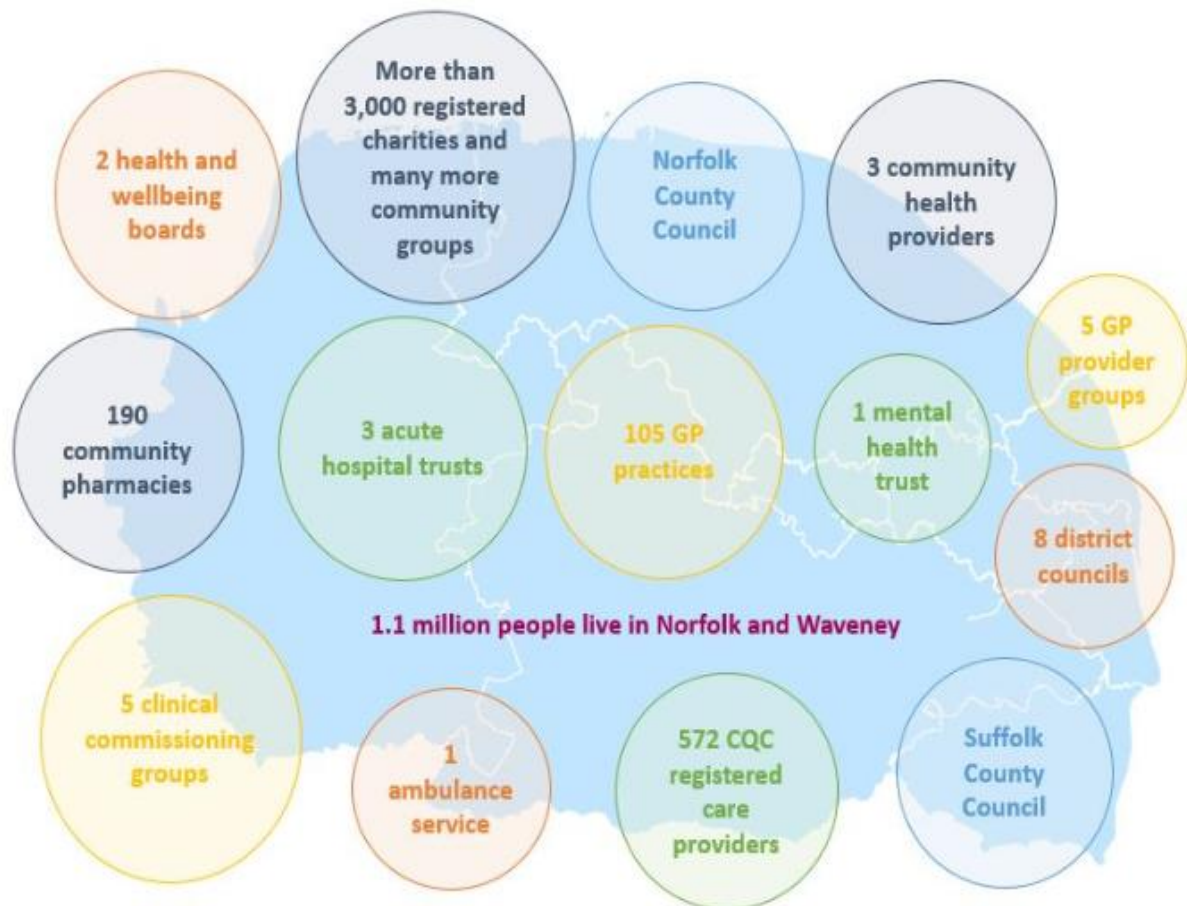 More than
3,000 registered
charities and
many more
community
groups
2 health and
wellbeing
boards
Norfolk
County
Council
3 community
health
providers
5 GP
provider
groups
190
community
pharmacies
3 acute
hospital trusts
105 GP
practices
1 mental
health
trust
8 district
councils
1.1 million people live in Norfolk and Waveney
5 clinical
commissioning
groups
1
ambulance
service
572 CQC
registered
care
providers
Suffolk
County
Council